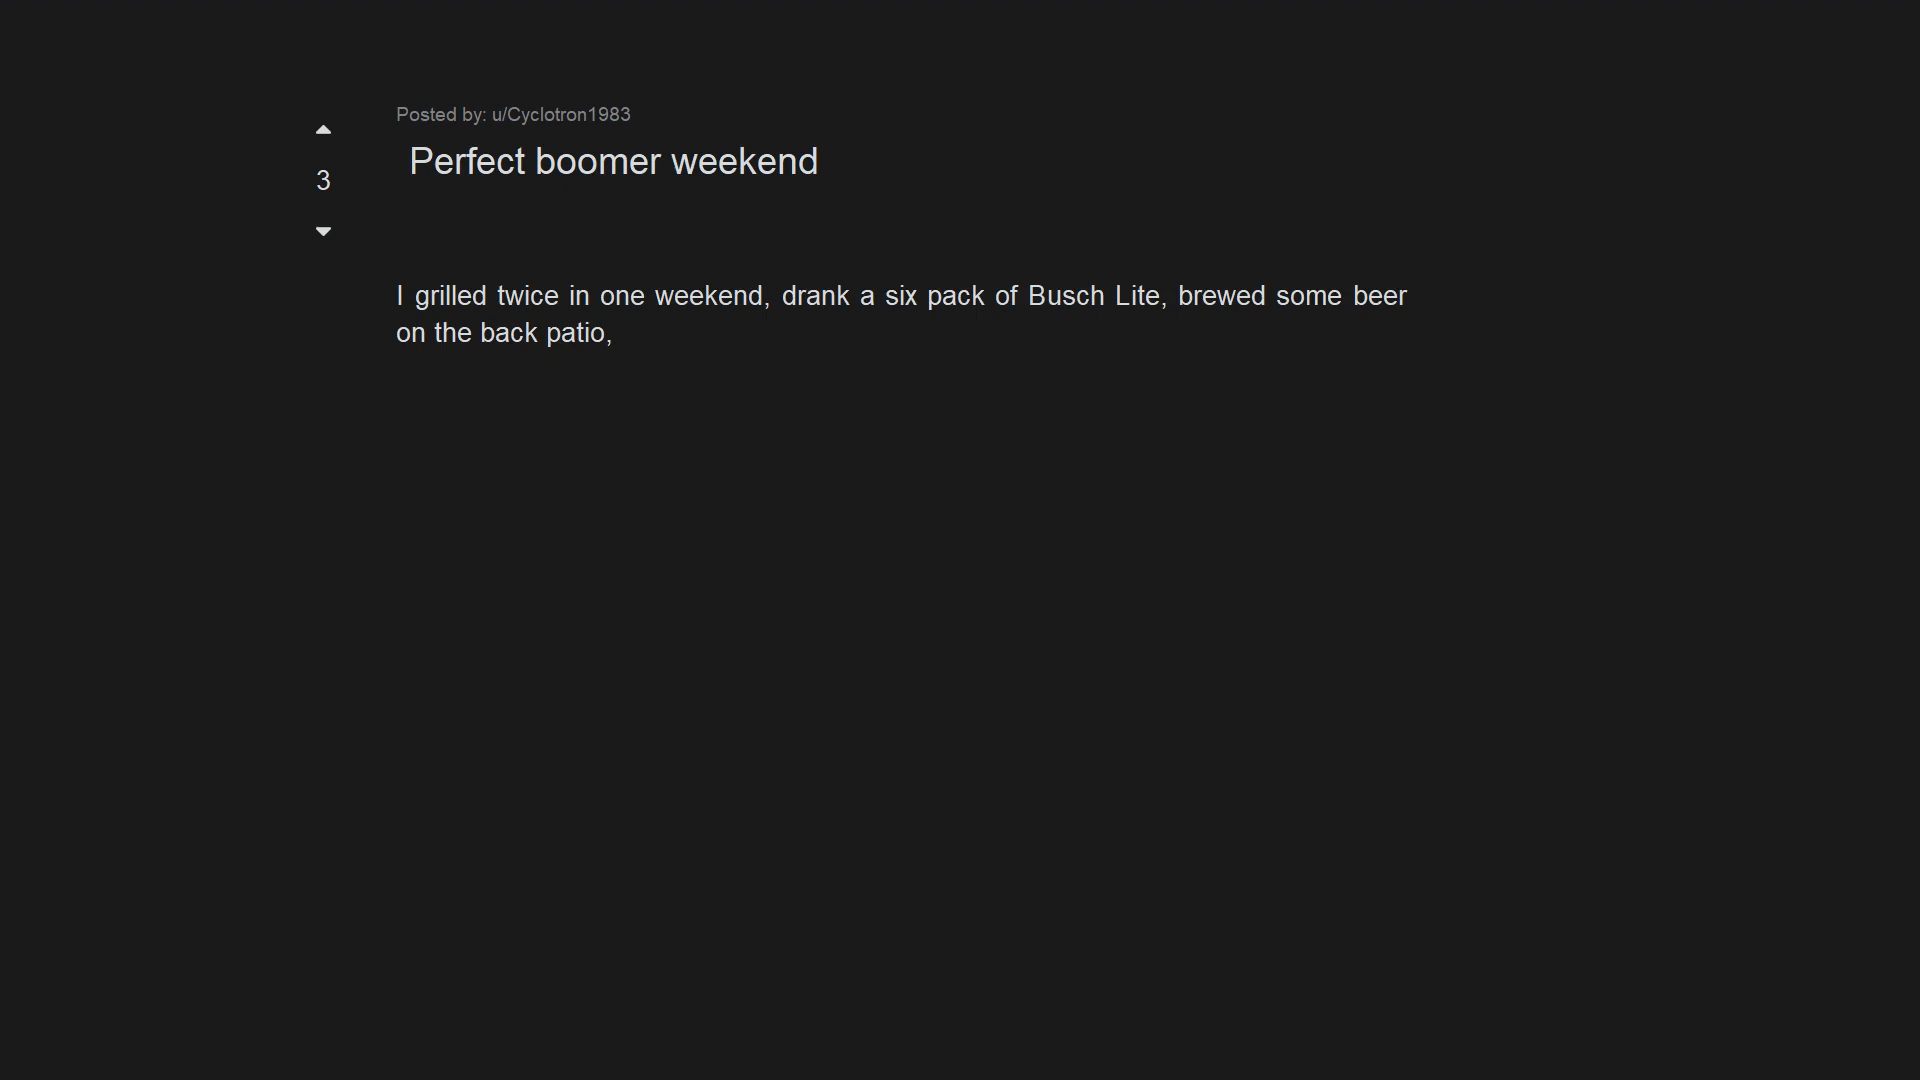 Posted by: u/Cyclotron1983
Perfect boomer weekend
3
I grilled twice in one weekend, drank a six pack of Busch Lite, brewed some beer
on the back patio,